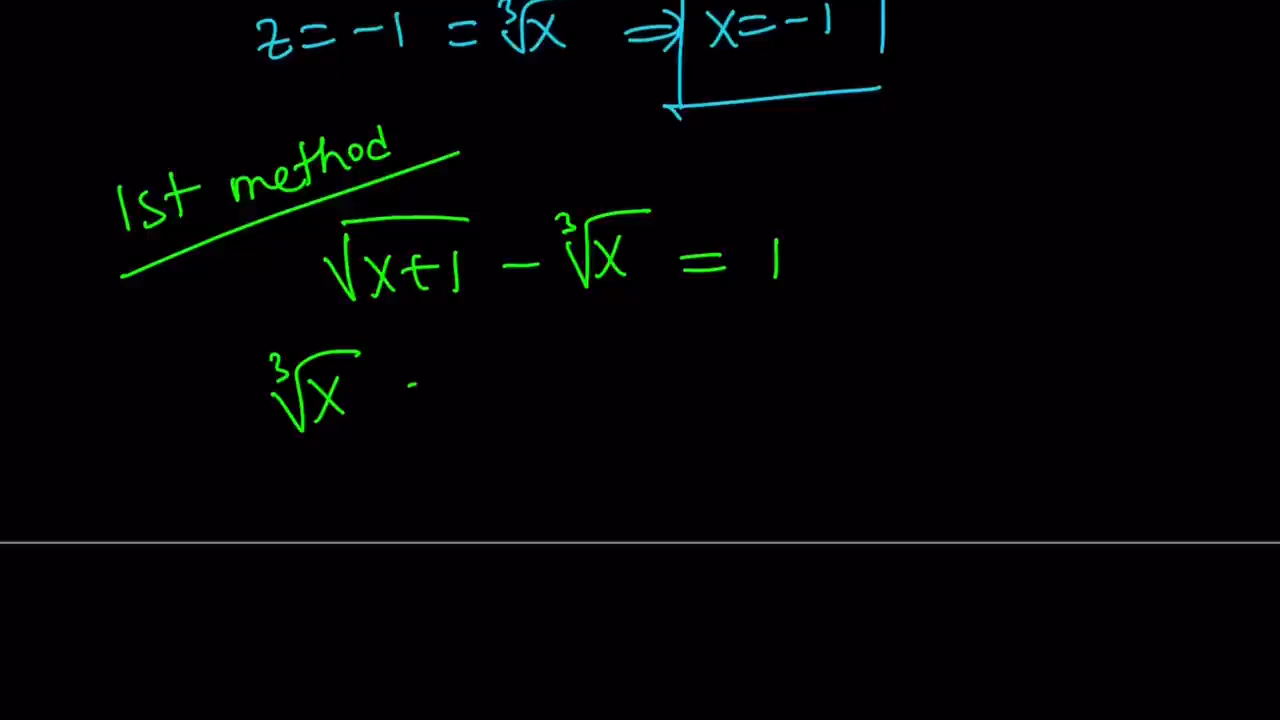 z = -1 = ∛x ⇒ x = -1
1st method
√(x+1) - ∛x = 1
∛x -